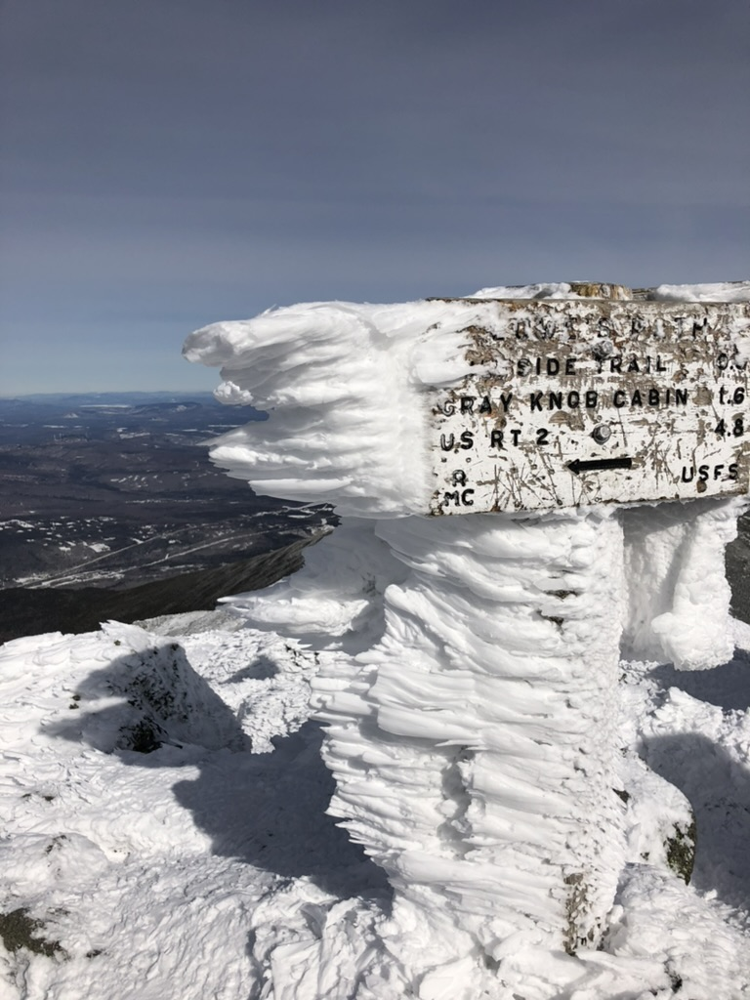 SIDE TRAIL
GRAY KNOB CABIN 1.6
US RT 2 4.8
R
MC USFS